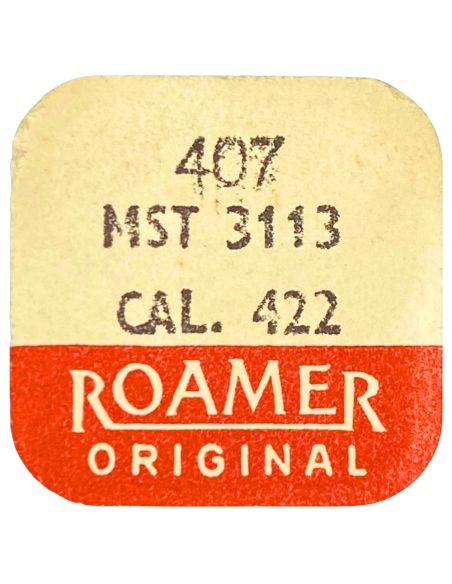 407
MST 3113
CAL. 422
ROAMER
ORIGINAL